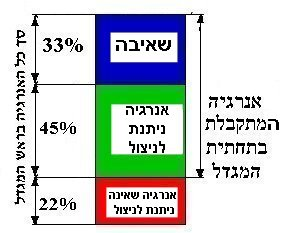 סך כל האנרגיה בראש המגדל
33%
שאיבה
45%
אנרגיה
ניתנת
לניצול
22%
אנרגיה שאינה
ניתנת לניצול
אנרגיה
המתקבלת
בתחתית
המגדל